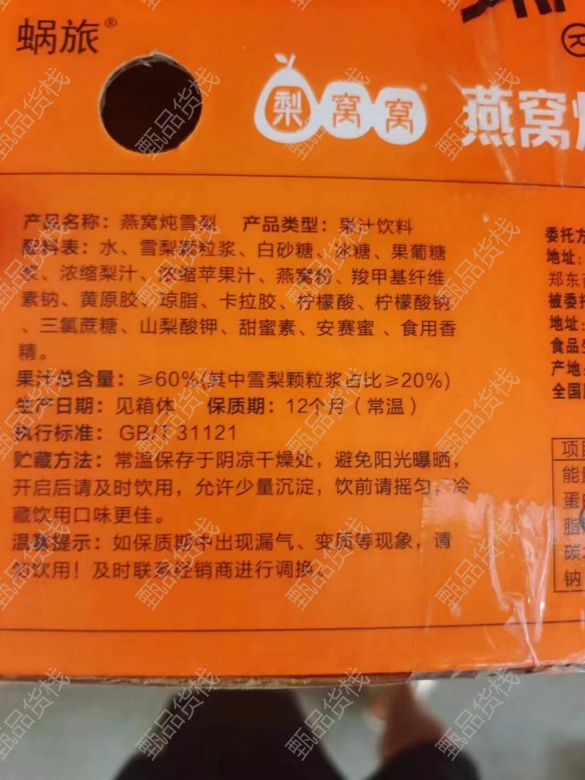 蜗旅®
梨窝窝®
燕窝
产品名称：燕窝炖雪梨 产品类型：果汁饮料
配料表：水、雪梨颗粒浆、白砂糖、冰糖、果葡糖
浆、浓缩梨汁、浓缩苹果汁、燕窝粉、羧甲基纤维
素钠、黄原胶、琼脂、卡拉胶、柠檬酸、柠檬酸钠
、三氯蔗糖、山梨酸钾、甜蜜素、安赛蜜、食用香
精。
果汁总含量：≥60%(其中雪梨颗粒浆占比≥20%)
生产日期：见箱体 保质期：12个月（常温）
执行标准：GB/T 31121
贮藏方法：常温保存于阴凉干燥处，避免阳光曝晒，
开启后请及时饮用，允许少量沉淀，饮前请摇匀，冷
藏饮用口味更佳。
温馨提示：如保质期中出现漏气、变质等现象，请
勿饮用！及时联系经销商进行调换。
委托方
地址：
郑东
被委托
地址：
食品生
产地：
全国
项目
能量
蛋
脂
碳
钠
甄品货栈